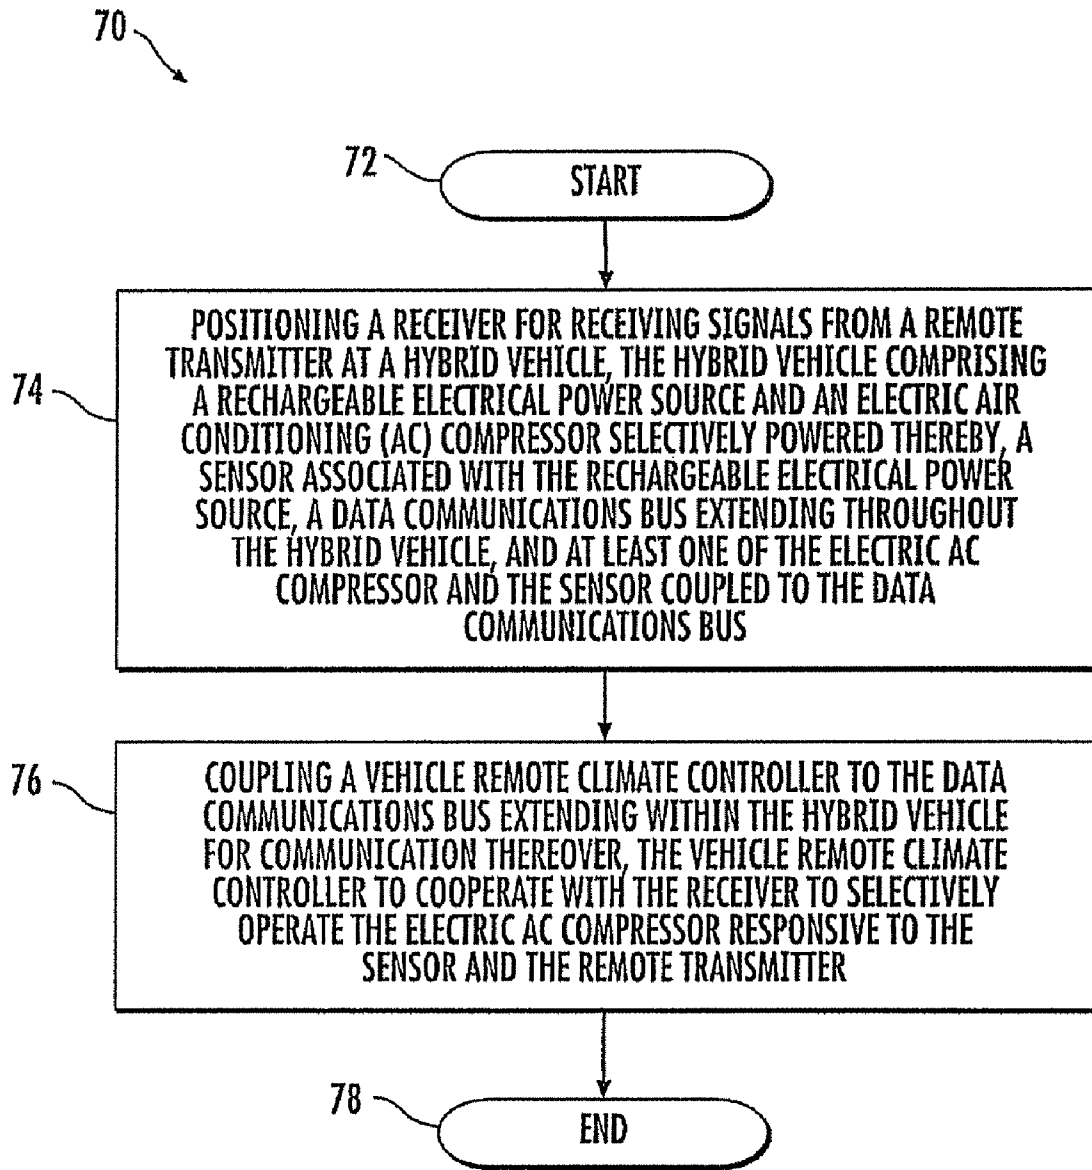 70
72
START
74
POSITIONING A RECEIVER FOR RECEIVING SIGNALS FROM A REMOTE
TRANSMITTER AT A HYBRID VEHICLE, THE HYBRID VEHICLE COMPRISING
A RECHARGEABLE ELECTRICAL POWER SOURCE AND AN ELECTRIC AIR
CONDITIONING (AC) COMPRESSOR SELECTIVELY POWERED THEREBY, A
SENSOR ASSOCIATED WITH THE RECHARGEABLE ELECTRICAL POWER
SOURCE, A DATA COMMUNICATIONS BUS EXTENDING THROUGHOUT
THE HYBRID VEHICLE, AND AT LEAST ONE OF THE ELECTRIC AC
COMPRESSOR AND THE SENSOR COUPLED TO THE DATA
COMMUNICATIONS BUS
76
COUPLING A VEHICLE REMOTE CLIMATE CONTROLLER TO THE DATA
COMMUNICATIONS BUS EXTENDING WITHIN THE HYBRID VEHICLE
FOR COMMUNICATION THEREOVER, THE VEHICLE REMOTE CLIMATE
CONTROLLER TO COOPERATE WITH THE RECEIVER TO SELECTIVELY
OPERATE THE ELECTRIC AC COMPRESSOR RESPONSIVE TO THE
SENSOR AND THE REMOTE TRANSMITTER
78
END